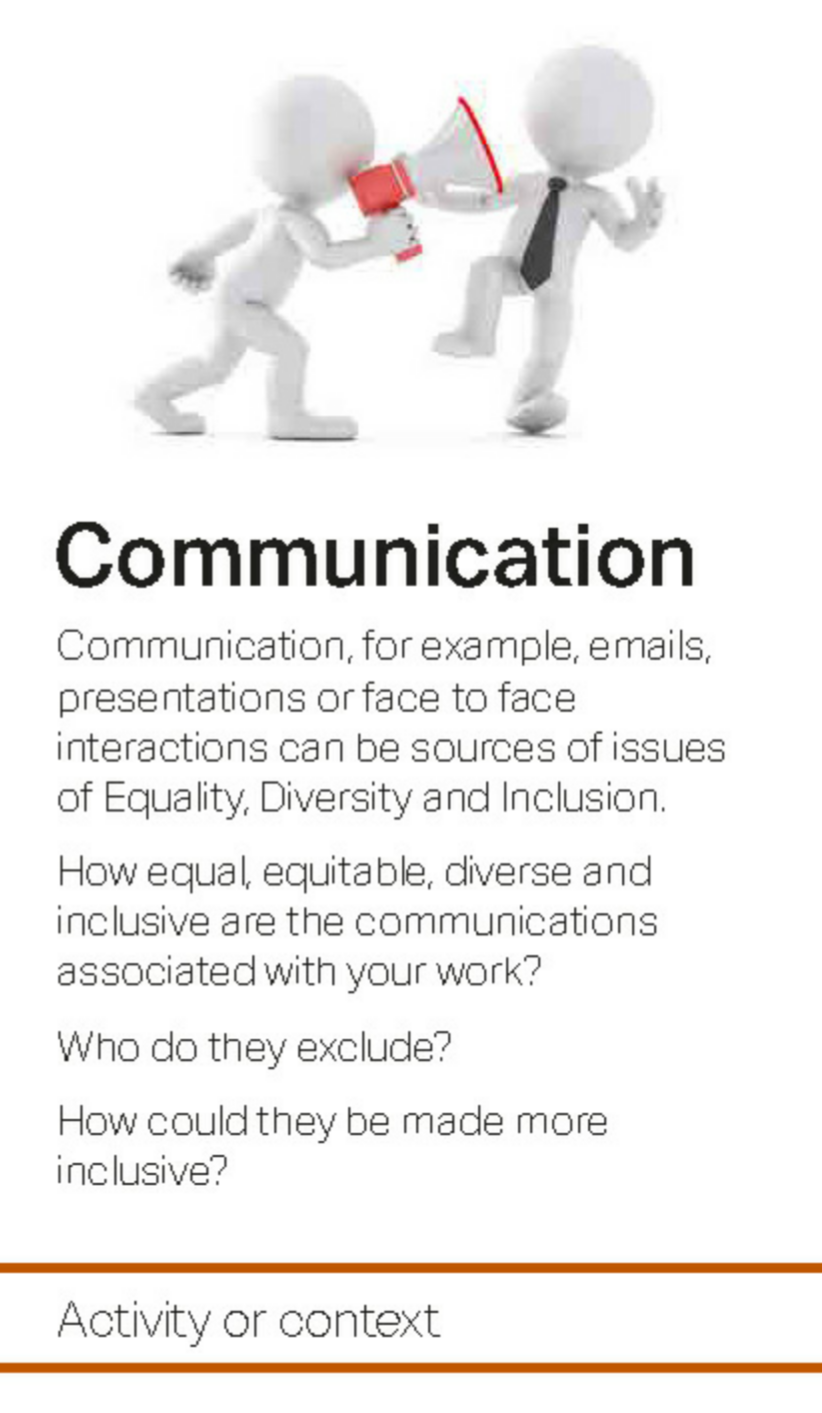 Communication
Communication, for example, emails,
presentations or face to face
interactions can be sources of issues
of Equality, Diversity and Inclusion.
How equal, equitable, diverse and
inclusive are the communications
associated with your work?
Who do they exclude?
How could they be made more
inclusive?
Activity or context